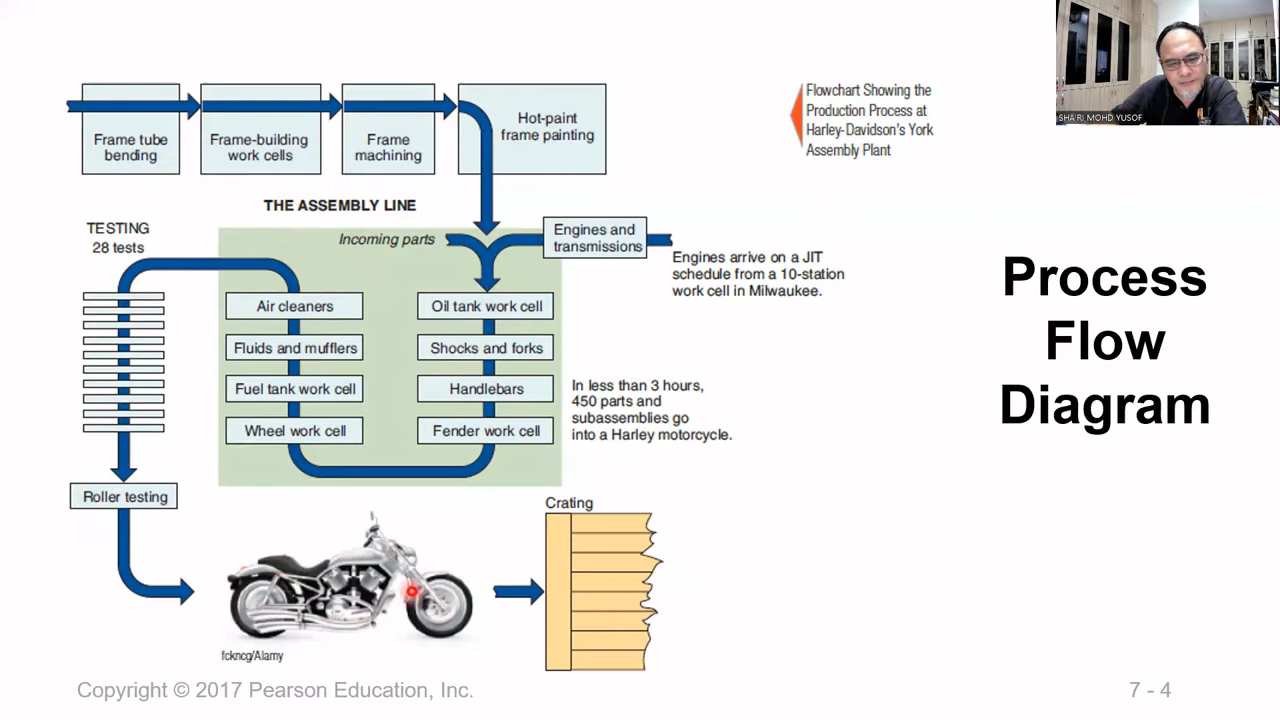 Frame tube
bending
Frame-building
work cells
Frame
machining
Hot-paint
frame painting
Flowchart Showing the
Production Process at
Harley-Davidson's York
Assembly Plant
SHA'RI MOHD YUSOF
THE ASSEMBLY LINE
TESTING
28 tests
Incoming parts
Engines and
transmissions
Engines arrive on a JIT
schedule from a 10-station
work cell in Milwaukee.
Air cleaners
Fluids and mufflers
Fuel tank work cell
Wheel work cell
Oil tank work cell
Shocks and forks
Handlebars
Fender work cell
In less than 3 hours,
450 parts and
subassemblies go
into a Harley motorcycle.
Process
Flow
Diagram
Roller testing
Crating
fckncg/Alamy
Copyright © 2017 Pearson Education, Inc.
7 - 4